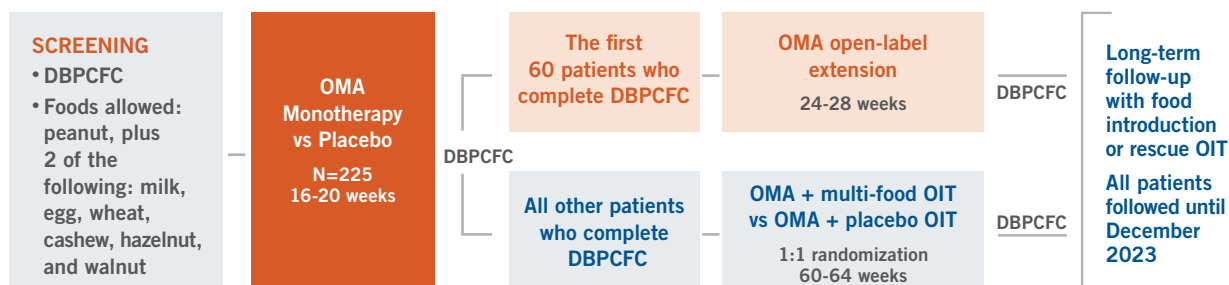 SCREENING
• DBPCFC
• Foods allowed:
peanut, plus
2 of the
following: milk,
egg, wheat,
cashew, hazelnut,
and walnut
OMA
Monotherapy
vs Placebo
N=225
16-20 weeks
DBPCFC
The first
60 patients who
complete DBPCFC
OMA open-label
extension
24-28 weeks
DBPCFC
All other patients
who complete
DBPCFC
OMA + multi-food OIT
vs OMA + placebo OIT
1:1 randomization
60-64 weeks
DBPCFC
Long-term
follow-up
with food
introduction
or rescue OIT
All patients
followed until
December
2023